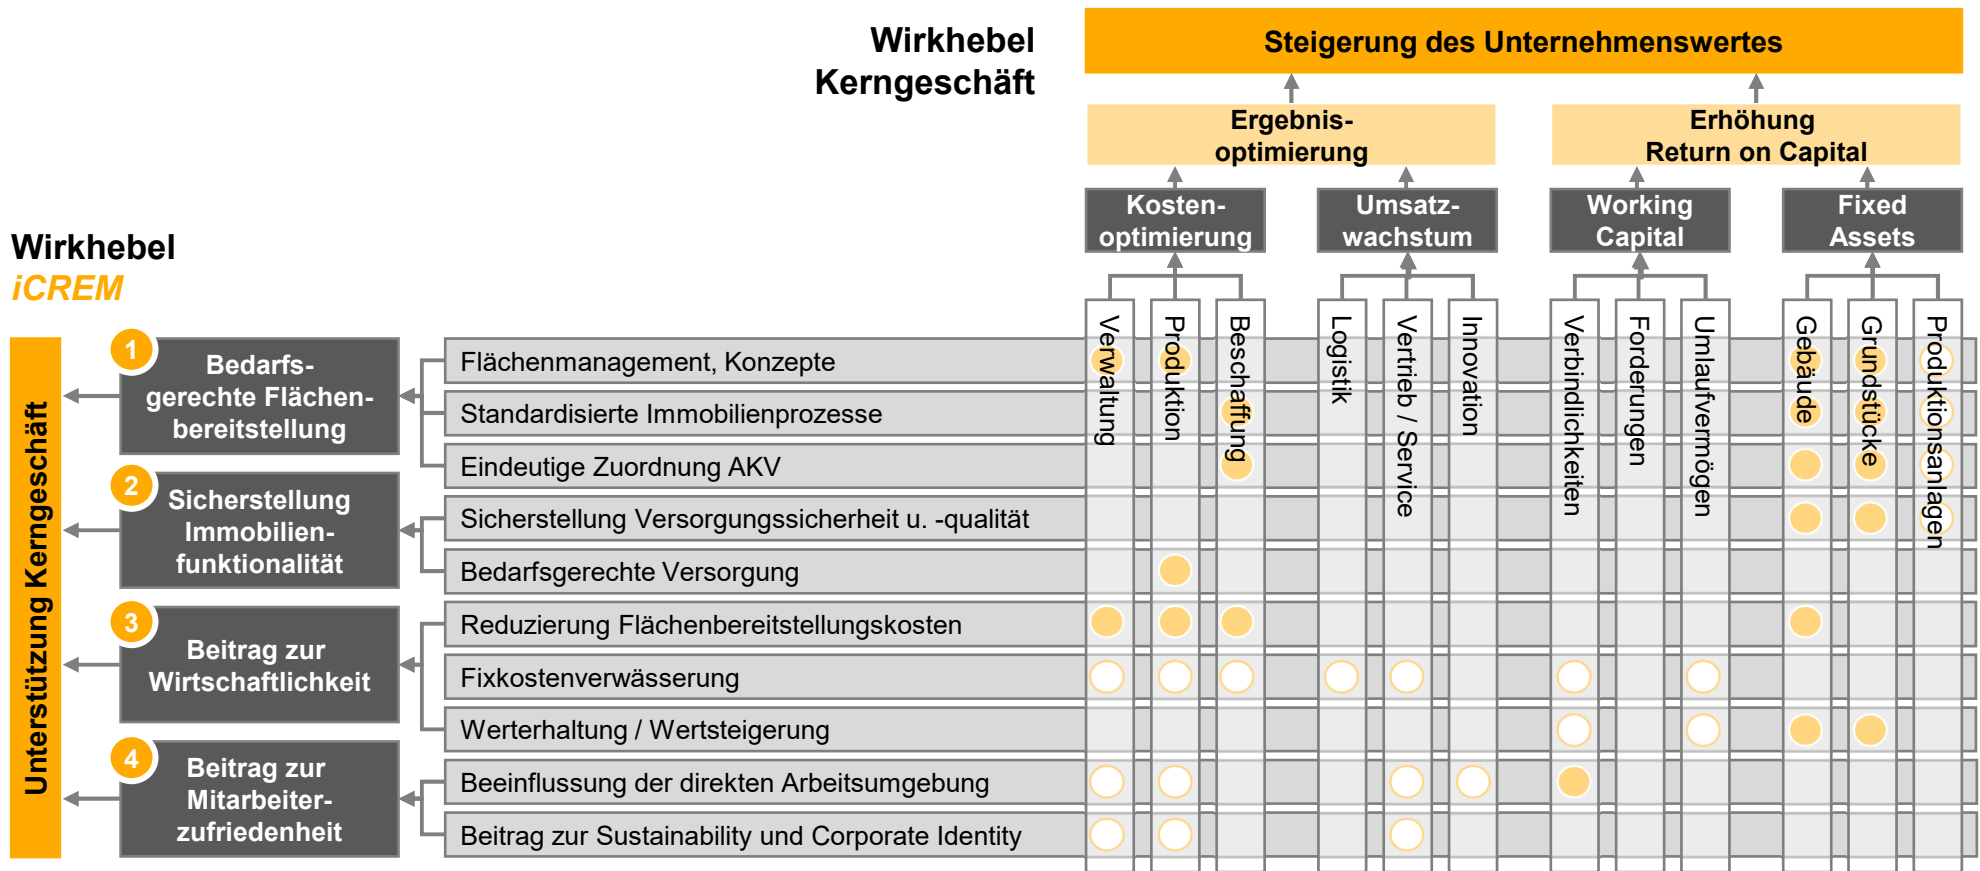 Wirkhebel
Kerngeschäft
Steigerung des Unternehmenswertes
Ergebnis-
optimierung
Erhöhung
Return on Capital
Kosten-
optimierung
Umsatz-
wachstum
Working
Capital
Fixed
Assets
Wirkhebel
iCREM
Verwaltung
Produktion
Beschaffung
Logistik
Vertrieb / Service
Innovation
Verbindlichkeiten
Forderungen
Umlaufvermögen
Gebäude
Grundstücke
Produktionsanlagen
Unterstützung Kerngeschäft
1
Bedarfs-
gerechte Flächen-
bereitstellung
Flächenmanagement, Konzepte
Standardisierte Immobilienprozesse
Eindeutige Zuordnung AKV
2
Sicherstellung
Immobilien-
funktionalität
Sicherstellung Versorgungssicherheit u. -qualität
Bedarfsgerechte Versorgung
3
Beitrag zur
Wirtschaftlichkeit
Reduzierung Flächenbereitstellungskosten
Fixkostenverwässerung
Werterhaltung / Wertsteigerung
4
Beitrag zur
Mitarbeiter-
zufriedenheit
Beeinflussung der direkten Arbeitsumgebung
Beitrag zur Sustainability und Corporate Identity